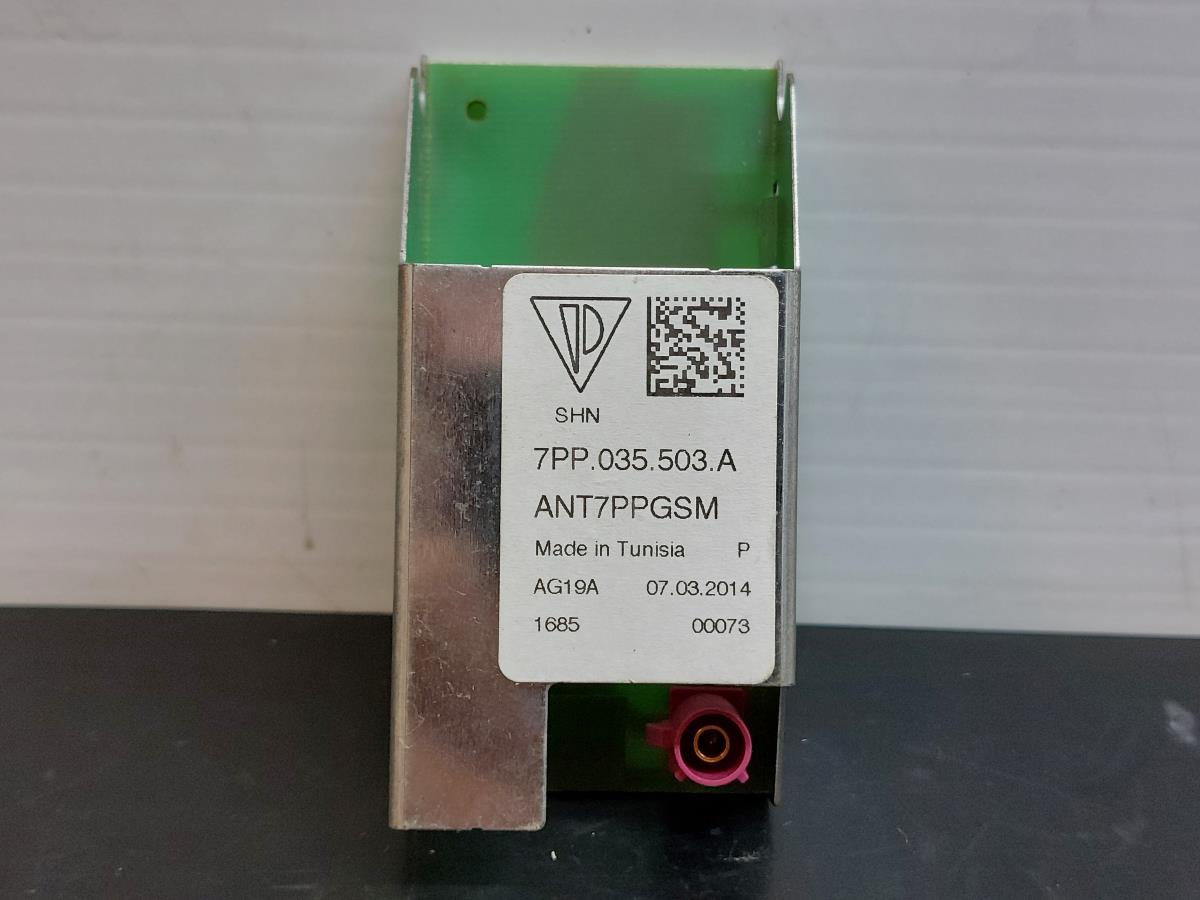 SHN
7PP.035.503.A
ANT7PPGSM
Made in Tunisia P
AG19A 07.03.2014
1685 00073